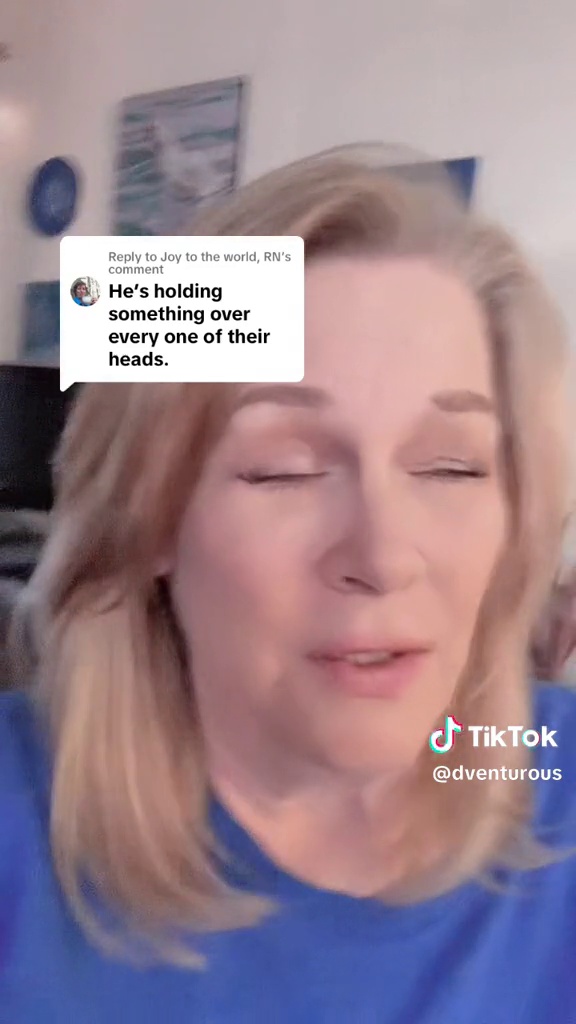 Reply to Joy to the world, RN’s
comment
He’s holding
something over
every one of their
heads.
TikTok
@dventurous